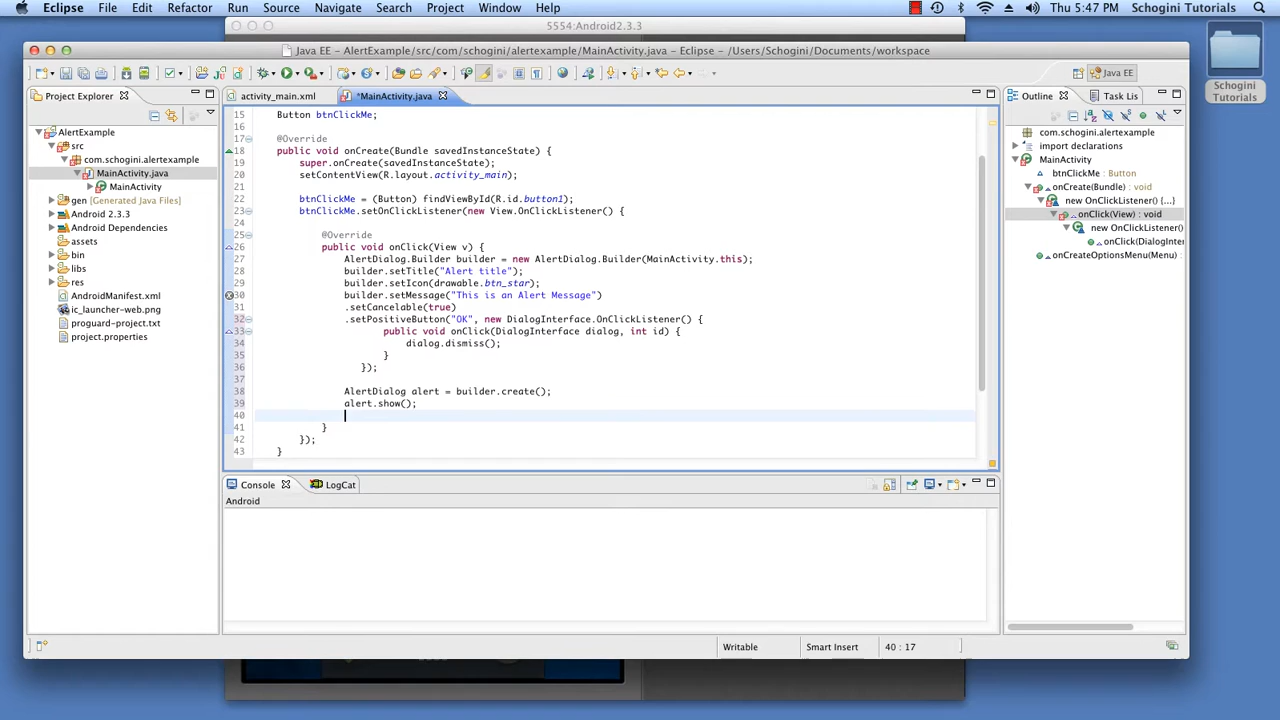 Eclipse File Edit Refactor Run Source Navigate Search Project Window Help Thu 5:47 PM Schogini Tutorials
5554:Android2.3.3
Java EE – AlertExample/src/com/schogini/alertexample/MainActivity.java – Eclipse – /Users/Schogini/Documents/workspace
Java EE
Project Explorer
AlertExample
src
com.schogini.alertexample
MainActivity.java
MainActivity
gen [Generated Java Files]
Android 2.3.3
Android Dependencies
assets
bin
libs
res
AndroidManifest.xml
ic_launcher-web.png
proguard-project.txt
project.properties
activity_main.xml *MainActivity.java
15 Button btnClickMe;
16
17 @Override
18 public void onCreate(Bundle savedInstanceState) {
19 super.onCreate(savedInstanceState);
20 setContentView(R.layout.activity_main);
21
22 btnClickMe = (Button) findViewById(R.id.button1);
23 btnClickMe.setOnClickListener(new View.OnClickListener() {
24
25 @Override
26 public void onClick(View v) {
27 AlertDialog.Builder builder = new AlertDialog.Builder(MainActivity.this);
28 builder.setTitle("Alert title");
29 builder.setIcon(drawable.btn_star);
30 builder.setMessage("This is an Alert Message")
31 .setCancelable(true)
32 .setPositiveButton("OK", new DialogInterface.OnClickListener() {
33 public void onClick(DialogInterface dialog, int id) {
34 dialog.dismiss();
35 }
36 });
37
38 AlertDialog alert = builder.create();
39 alert.show();
40
41 }
42 });
43 }
Outline Task Lis
com.schogini.alertexample
import declarations
MainActivity
btnClickMe : Button
onCreate(Bundle) : void
new OnClickListener() {...}
onClick(View) : void
new OnClickListener()
onClick(DialogInter
onCreateOptionsMenu(Menu)
Console LogCat
Android
Writable Smart Insert 40 : 17
Schogini
Tutorials